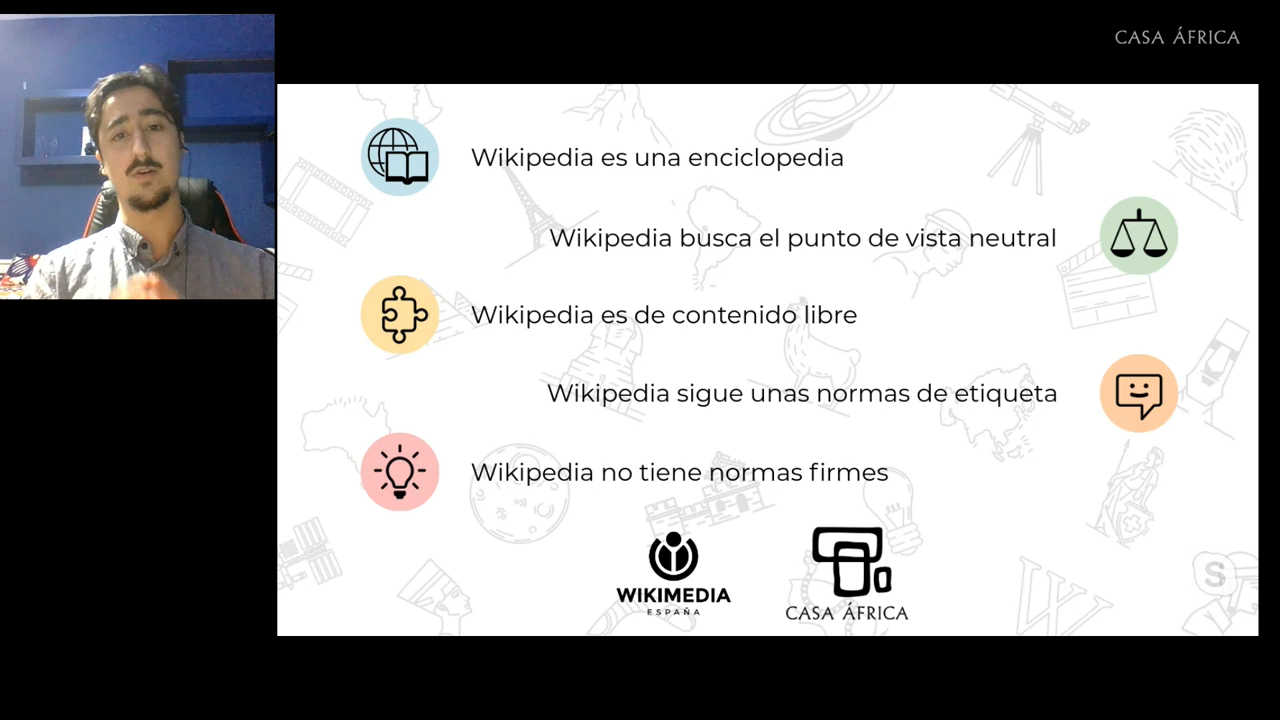 CASA ÁFRICA
Wikipedia es una enciclopedia
Wikipedia busca el punto de vista neutral
Wikipedia es de contenido libre
Wikipedia sigue unas normas de etiqueta
Wikipedia no tiene normas firmes
WIKIMEDIA
ESPAÑA
CASA ÁFRICA
W
S